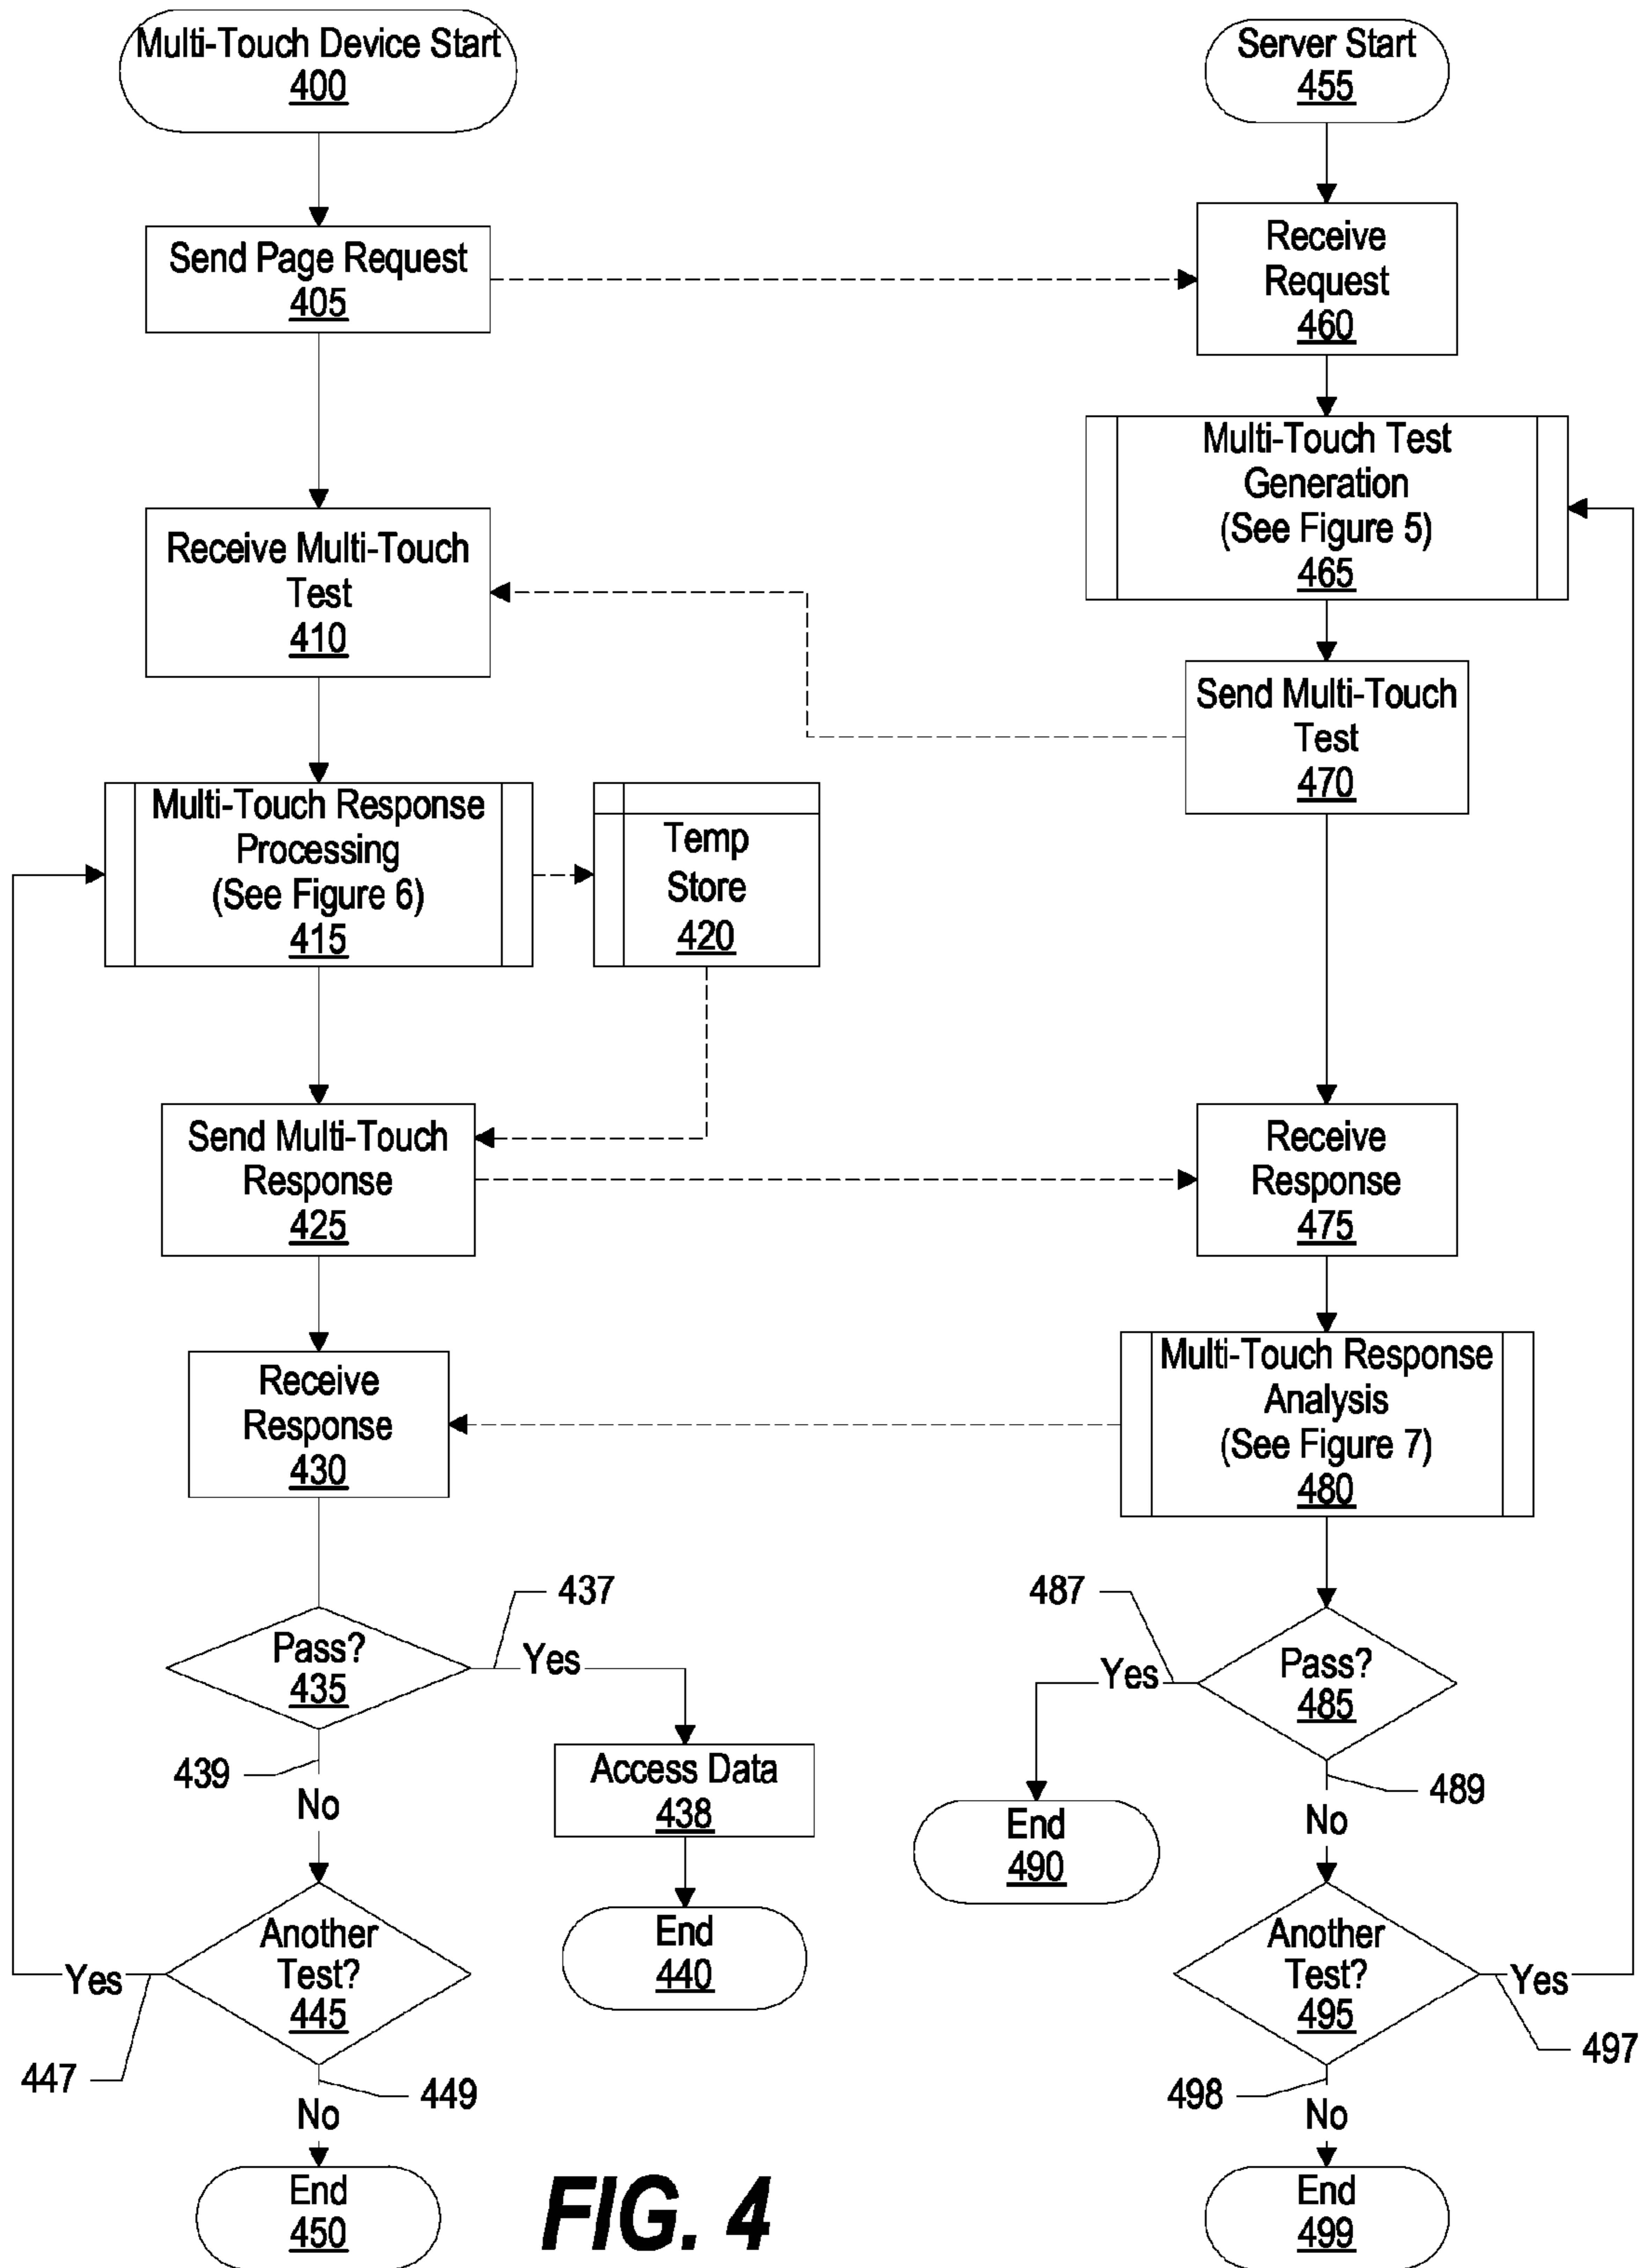 Multi-Touch Device Start
400
Send Page Request
405
Receive Multi-Touch
Test
410
Multi-Touch Response
Processing
(See Figure 6)
415
Temp
Store
420
Send Multi-Touch
Response
425
Receive
Response
430
Pass?
435
437
Yes
439
No
Access Data
438
End
440
Another
Test?
445
Yes
447
449
No
End
450
Server Start
455
Receive
Request
460
Multi-Touch Test
Generation
(See Figure 5)
465
Send Multi-Touch
Test
470
Receive
Response
475
Multi-Touch Response
Analysis
(See Figure 7)
480
Pass?
485
487
Yes
489
No
End
490
Another
Test?
495
Yes
497
498
No
End
499
FIG. 4